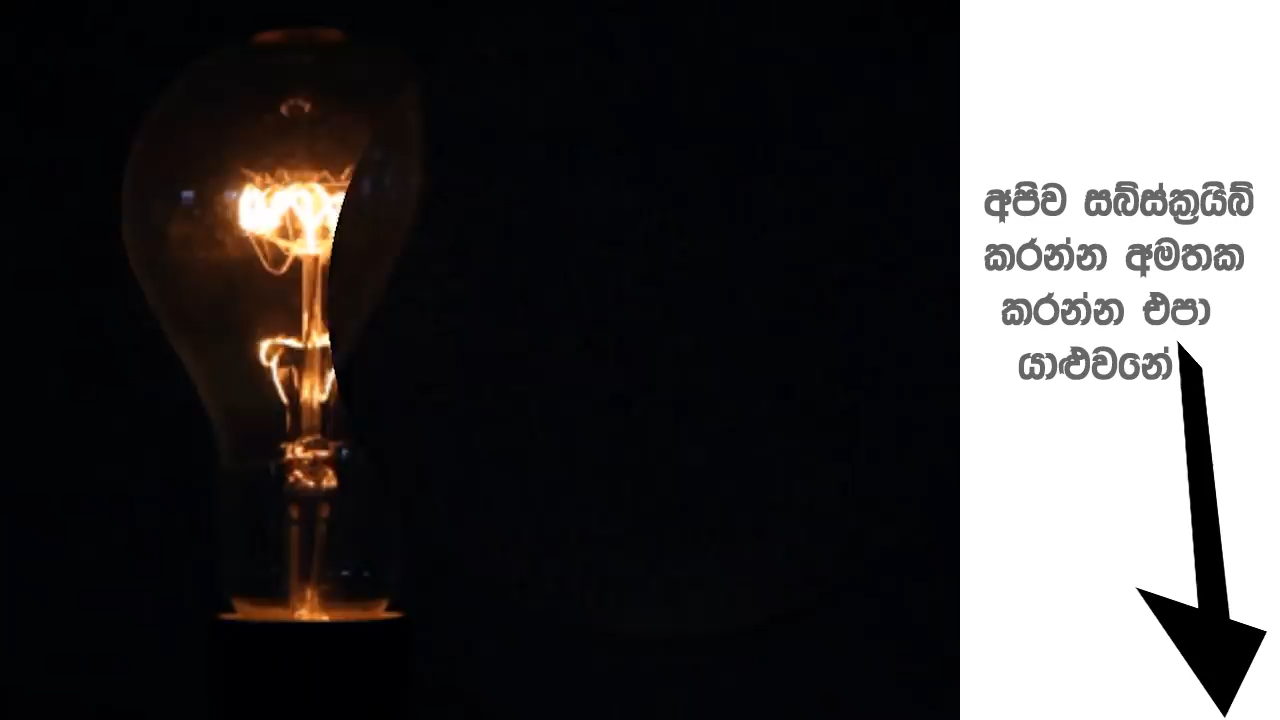 අපිව සබ්ස්ක්‍රයිබ්
කරන්න අමතක
කරන්න එපා
යාළුවනේ